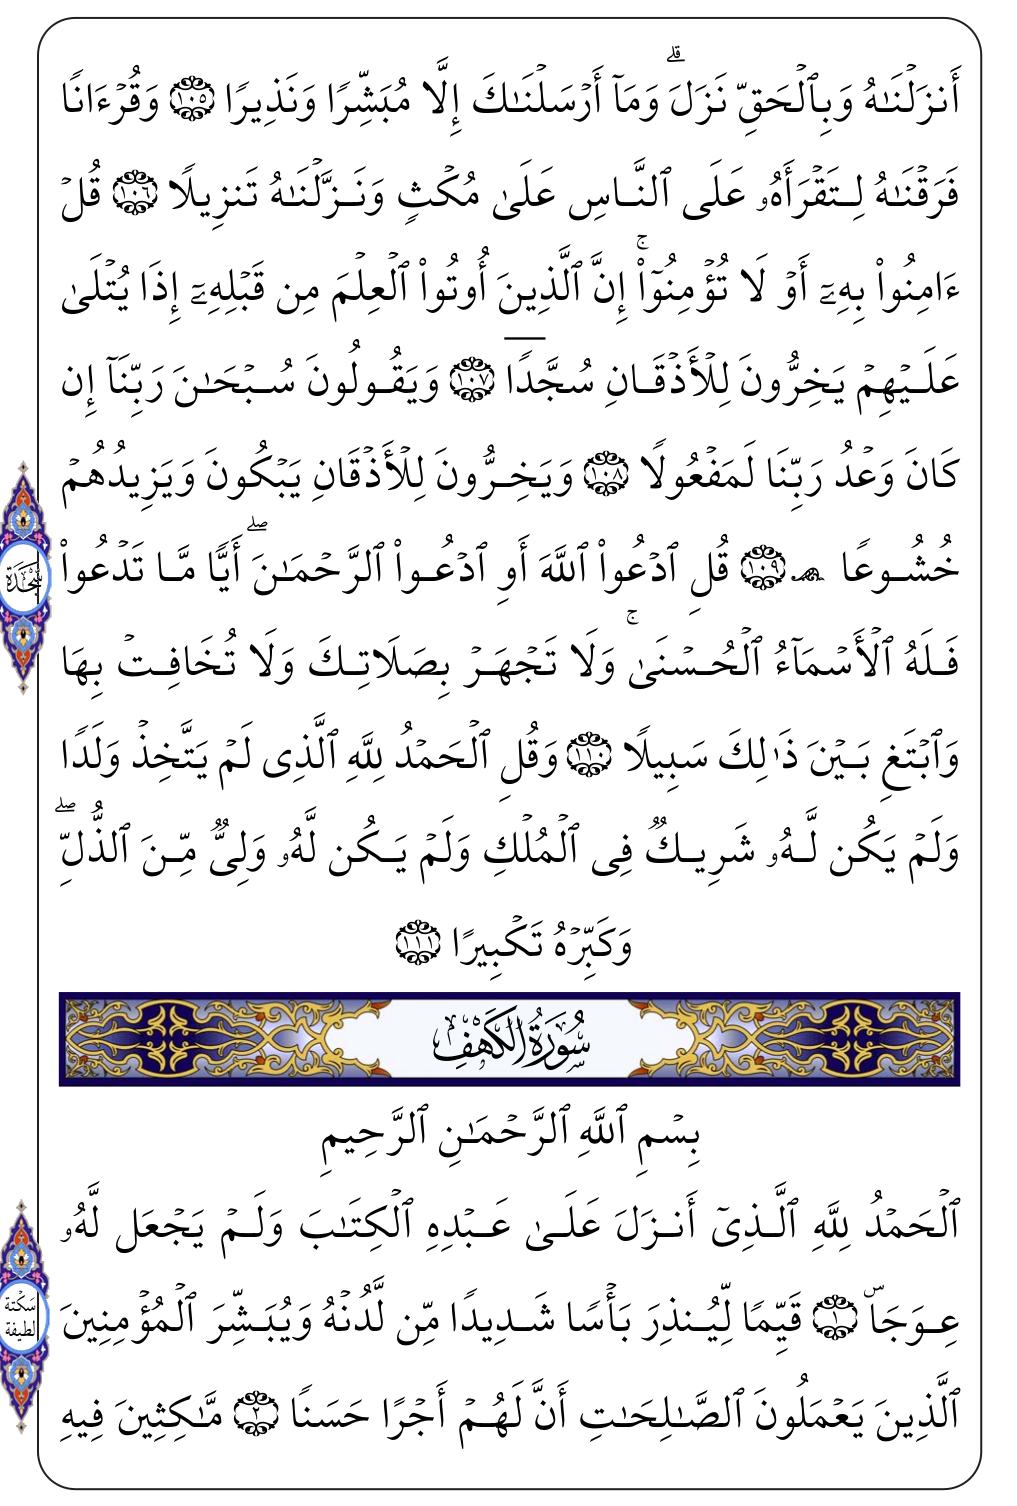 أَنزَلْنَـٰهُ وَبِٱلْحَقِّ نَزَلَ ۗ وَمَآ أَرْسَلْنَـٰكَ إِلَّا مُبَشِّرًا وَنَذِيرًا ١٠٥ وَقُرْءَانًا
فَرَقْنَـٰهُ لِتَقْرَأَهُۥ عَلَى ٱلنَّاسِ عَلَىٰ مُكْثٍ وَنَزَّلْنَـٰهُ تَنزِيلًا ١٠٦ قُلْ
ءَامِنُوا۟ بِهِۦٓ أَوْ لَا تُؤْمِنُوٓا۟ ۚ إِنَّ ٱلَّذِينَ أُوتُوا۟ ٱلْعِلْمَ مِن قَبْلِهِۦٓ إِذَا يُتْلَىٰ
عَلَيْهِمْ يَخِرُّونَ لِلْأَذْقَانِ سُجَّدًا ١٠٧ وَيَقُولُونَ سُبْحَـٰنَ رَبِّنَآ إِن
كَانَ وَعْدُ رَبِّنَا لَمَفْعُولًا ١٠٨ وَيَخِرُّونَ لِلْأَذْقَانِ يَبْكُونَ وَيَزِيدُهُمْ
خُشُوعًا ۩ ١٠٩ قُلِ ٱدْعُوا۟ ٱللَّهَ أَوِ ٱدْعُوا۟ ٱلرَّحْمَـٰنَ ۖ أَيًّا مَّا تَدْعُوا۟
فَلَهُ ٱلْأَسْمَآءُ ٱلْحُسْنَىٰ ۚ وَلَا تَجْهَرْ بِصَلَاتِكَ وَلَا تُخَافِتْ بِهَا
وَٱبْتَغِ بَيْنَ ذَٰلِكَ سَبِيلًا ١١٠ وَقُلِ ٱلْحَمْدُ لِلَّهِ ٱلَّذِى لَمْ يَتَّخِذْ وَلَدًا
وَلَمْ يَكُن لَّهُۥ شَرِيكٌ فِى ٱلْمُلْكِ وَلَمْ يَكُن لَّهُۥ وَلِىٌّ مِّنَ ٱلذُّلِّ ۖ
وَكَبِّرْهُ تَكْبِيرًا ١١١
سُورَةُ الكَهْفِ
بِسْمِ ٱللَّهِ ٱلرَّحْمَـٰنِ ٱلرَّحِيمِ
ٱلْحَمْدُ لِلَّهِ ٱلَّذِىٓ أَنزَلَ عَلَىٰ عَبْدِهِ ٱلْكِتَـٰبَ وَلَمْ يَجْعَل لَّهُۥ
عِوَجَاۜ ١ قَيِّمًا لِّيُنذِرَ بَأْسًا شَدِيدًا مِّن لَّدُنْهُ وَيُبَشِّرَ ٱلْمُؤْمِنِينَ
ٱلَّذِينَ يَعْمَلُونَ ٱلصَّـٰلِحَـٰتِ أَنَّ لَهُمْ أَجْرًا حَسَنًا ٢ مَّـٰكِثِينَ فِيهِ
سَجْدَة
سَكْتَة
لطيفة